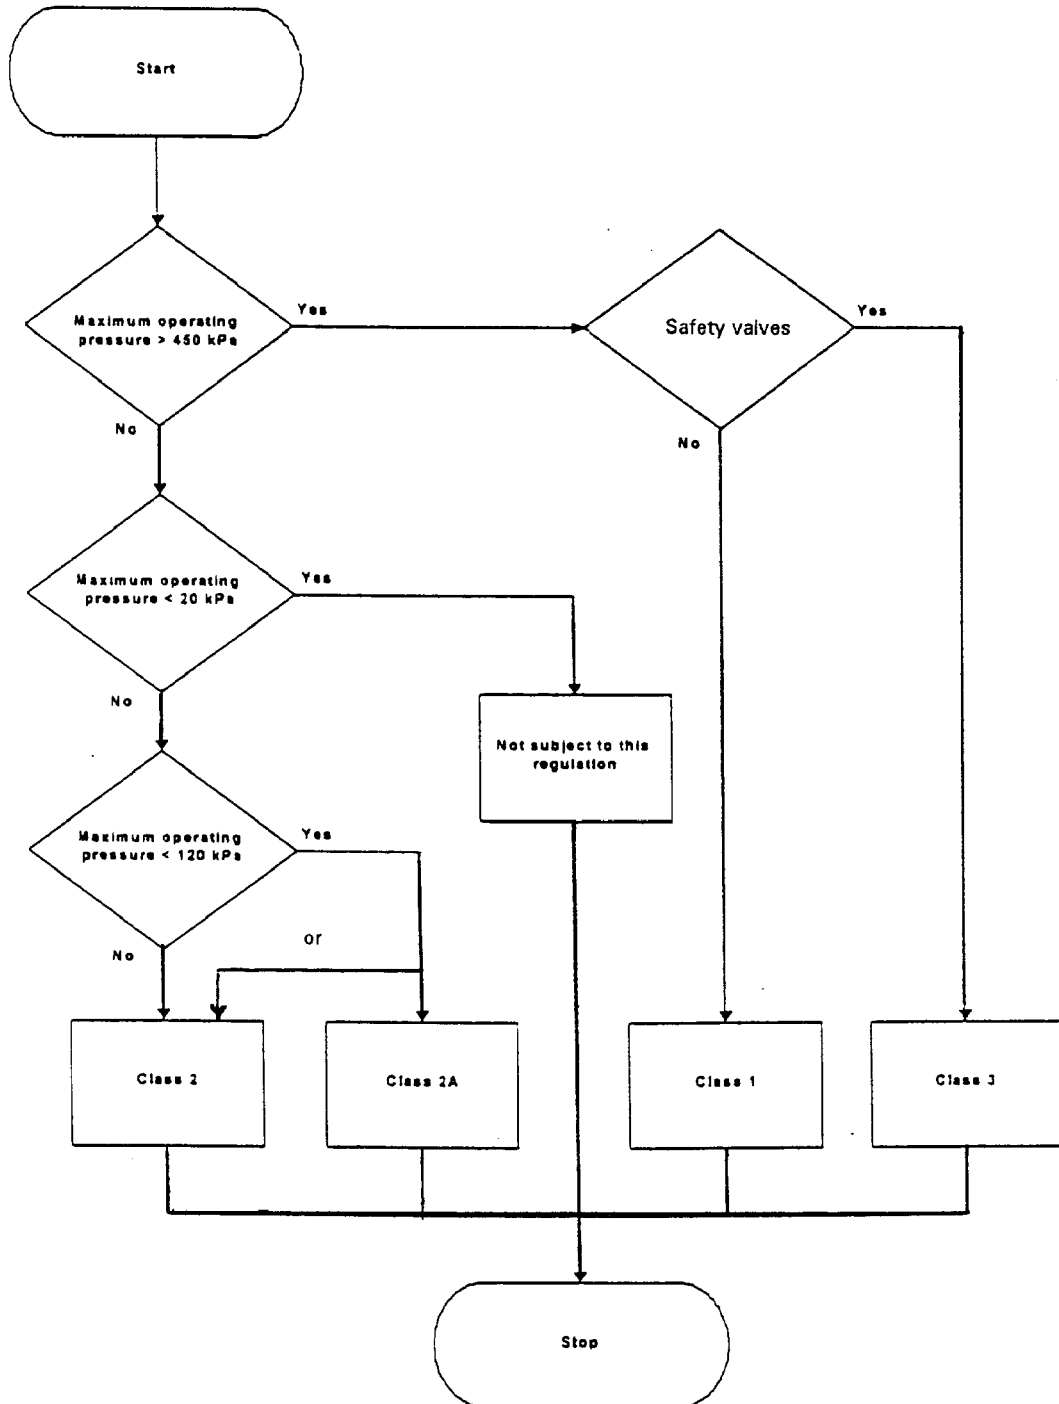 Start
Maximum operating
pressure > 450 kPa
Yes
Safety valves
Yes
No
No
Maximum operating
pressure < 20 kPa
Yes
No
Not subject to this
regulation
Maximum operating
pressure < 120 kPa
Yes
or
No
Class 2
Class 2A
Class 1
Class 3
Stop